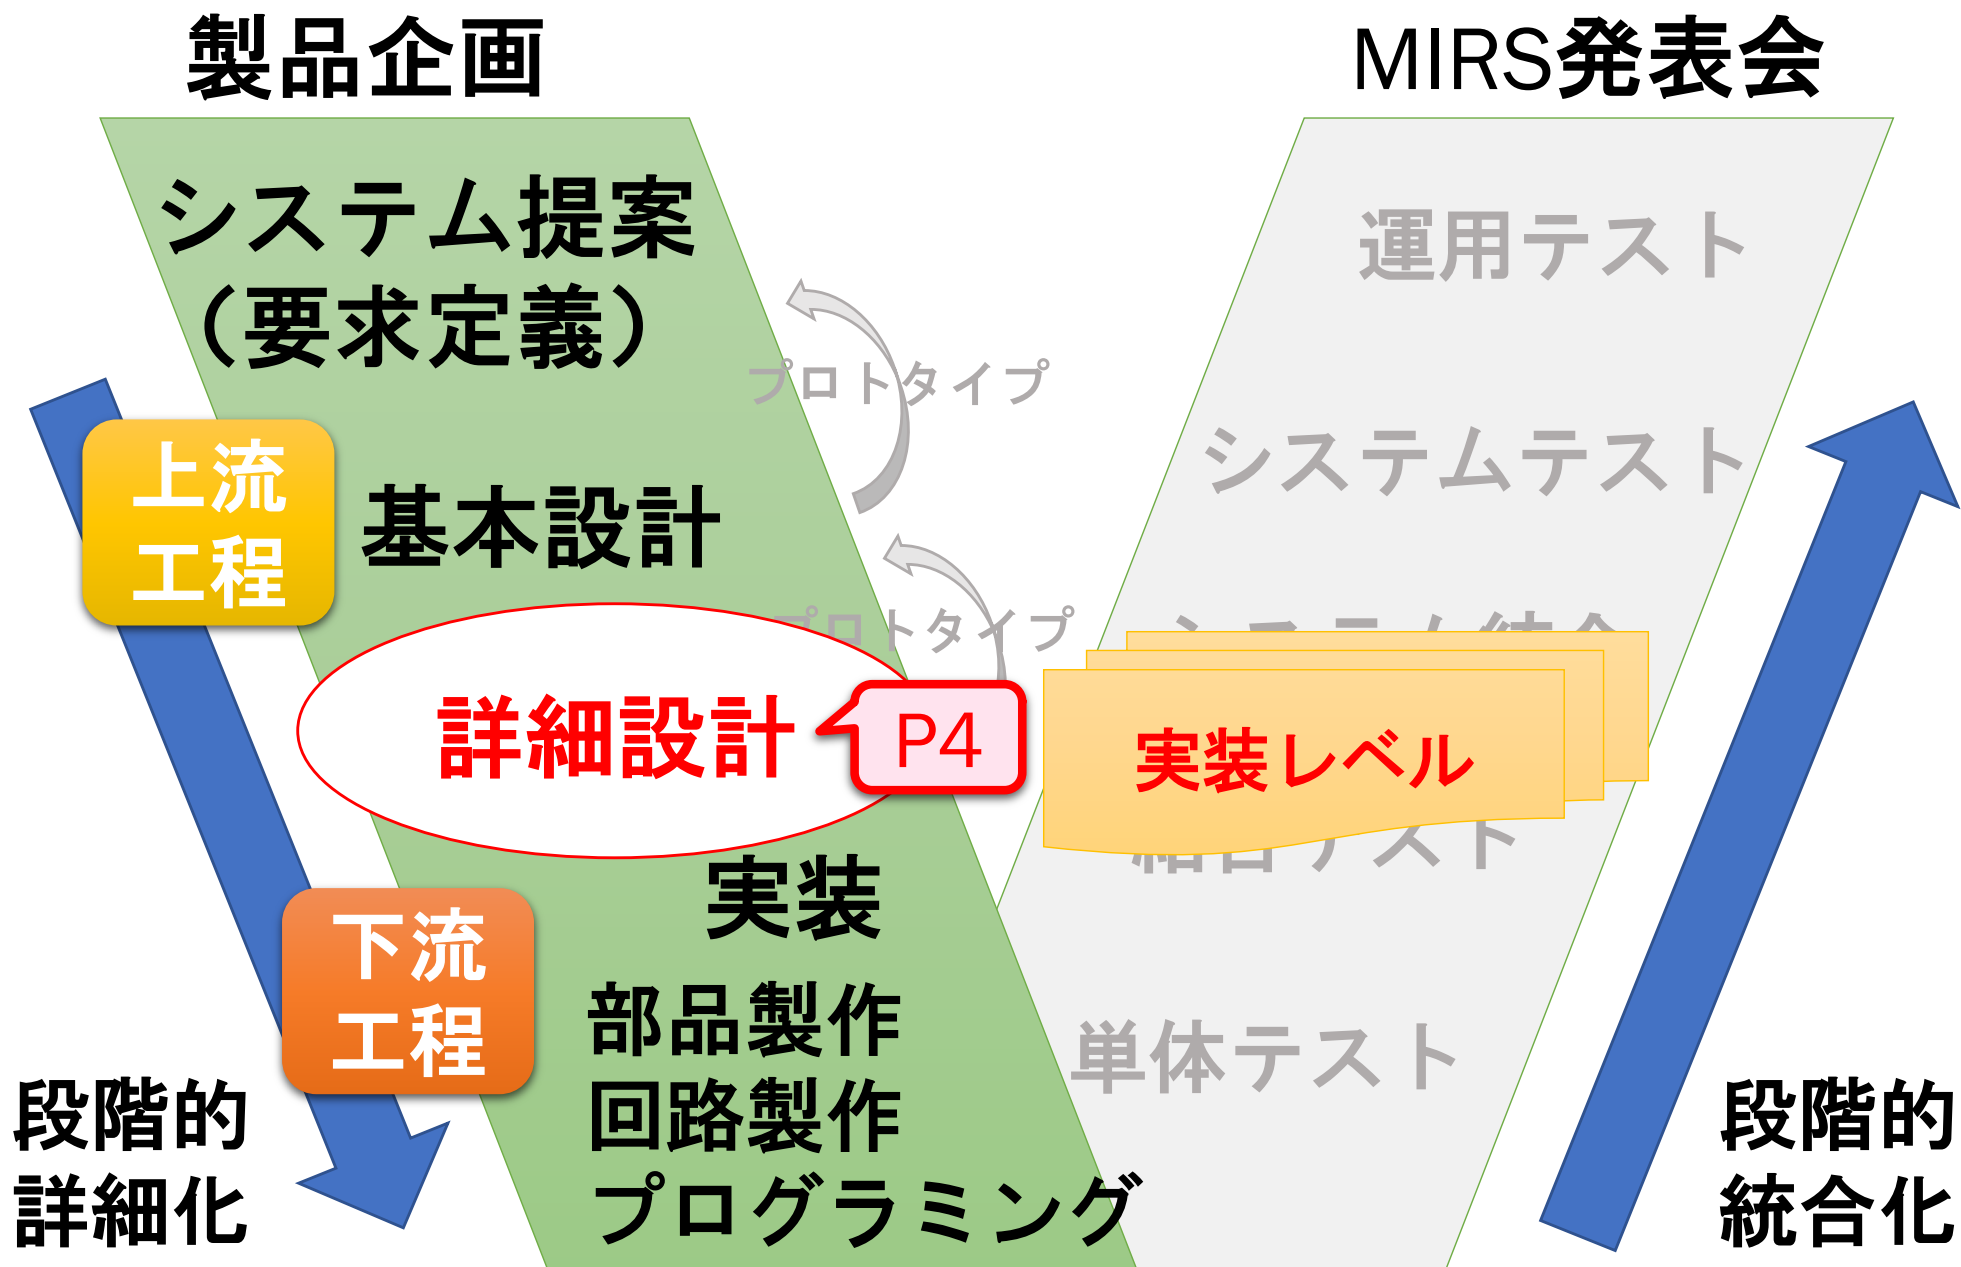 製品企画
MIRS発表会
システム提案
（要求定義）
運用テスト
プロトタイプ
システムテスト
上流
工程
基本設計
プロトタイプ
詳細設計
P4
実装レベル
実装
下流
工程
部品製作
回路製作
プログラミング
単体テスト
段階的
詳細化
段階的
統合化